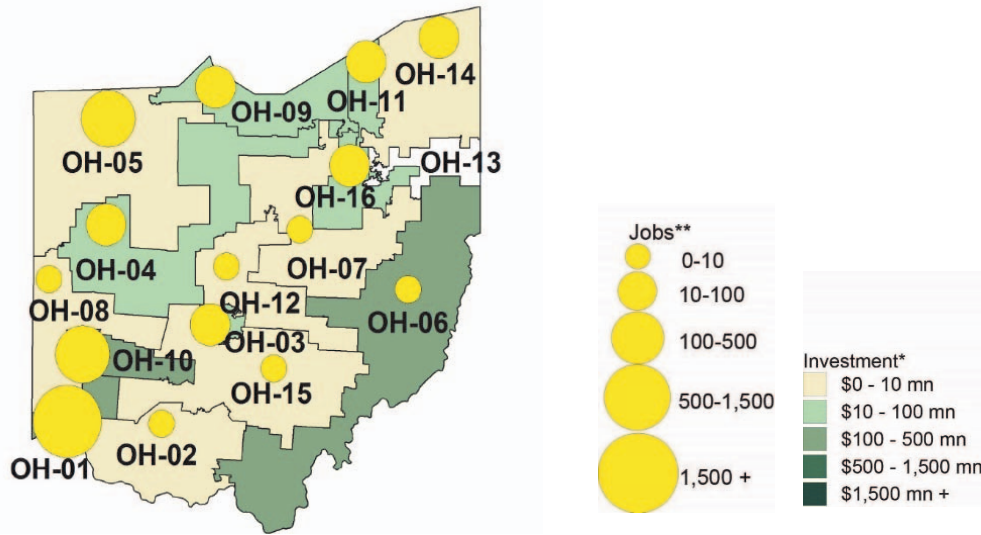 OH-14
OH-11
OH-09
OH-05
OH-13
OH-16
OH-04
OH-07
OH-12
OH-08
OH-06
OH-03
OH-10
OH-15
OH-02
OH-01
Jobs**
0-10
10-100
100-500
500-1,500
1,500 +
Investment*
$0 - 10 mn
$10 - 100 mn
$100 - 500 mn
$500 - 1,500 mn
$1,500 mn +